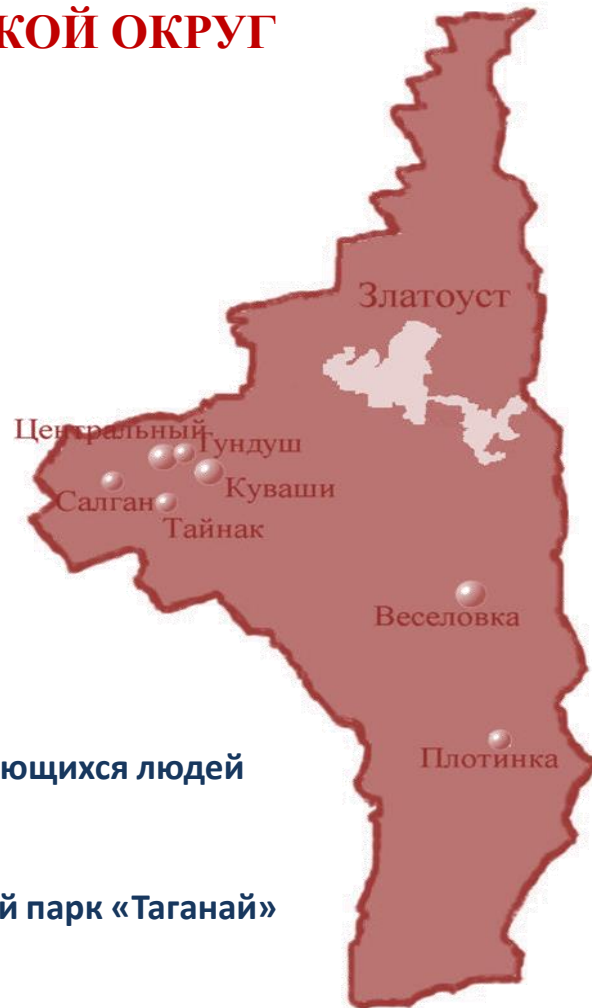 КОЙ ОКРУГ
Златоуст
Центральный
Тундуш
Салган
Куваши
Тайнак
Веселовка
Плотинка
ющихся людей
й парк «Таганай»